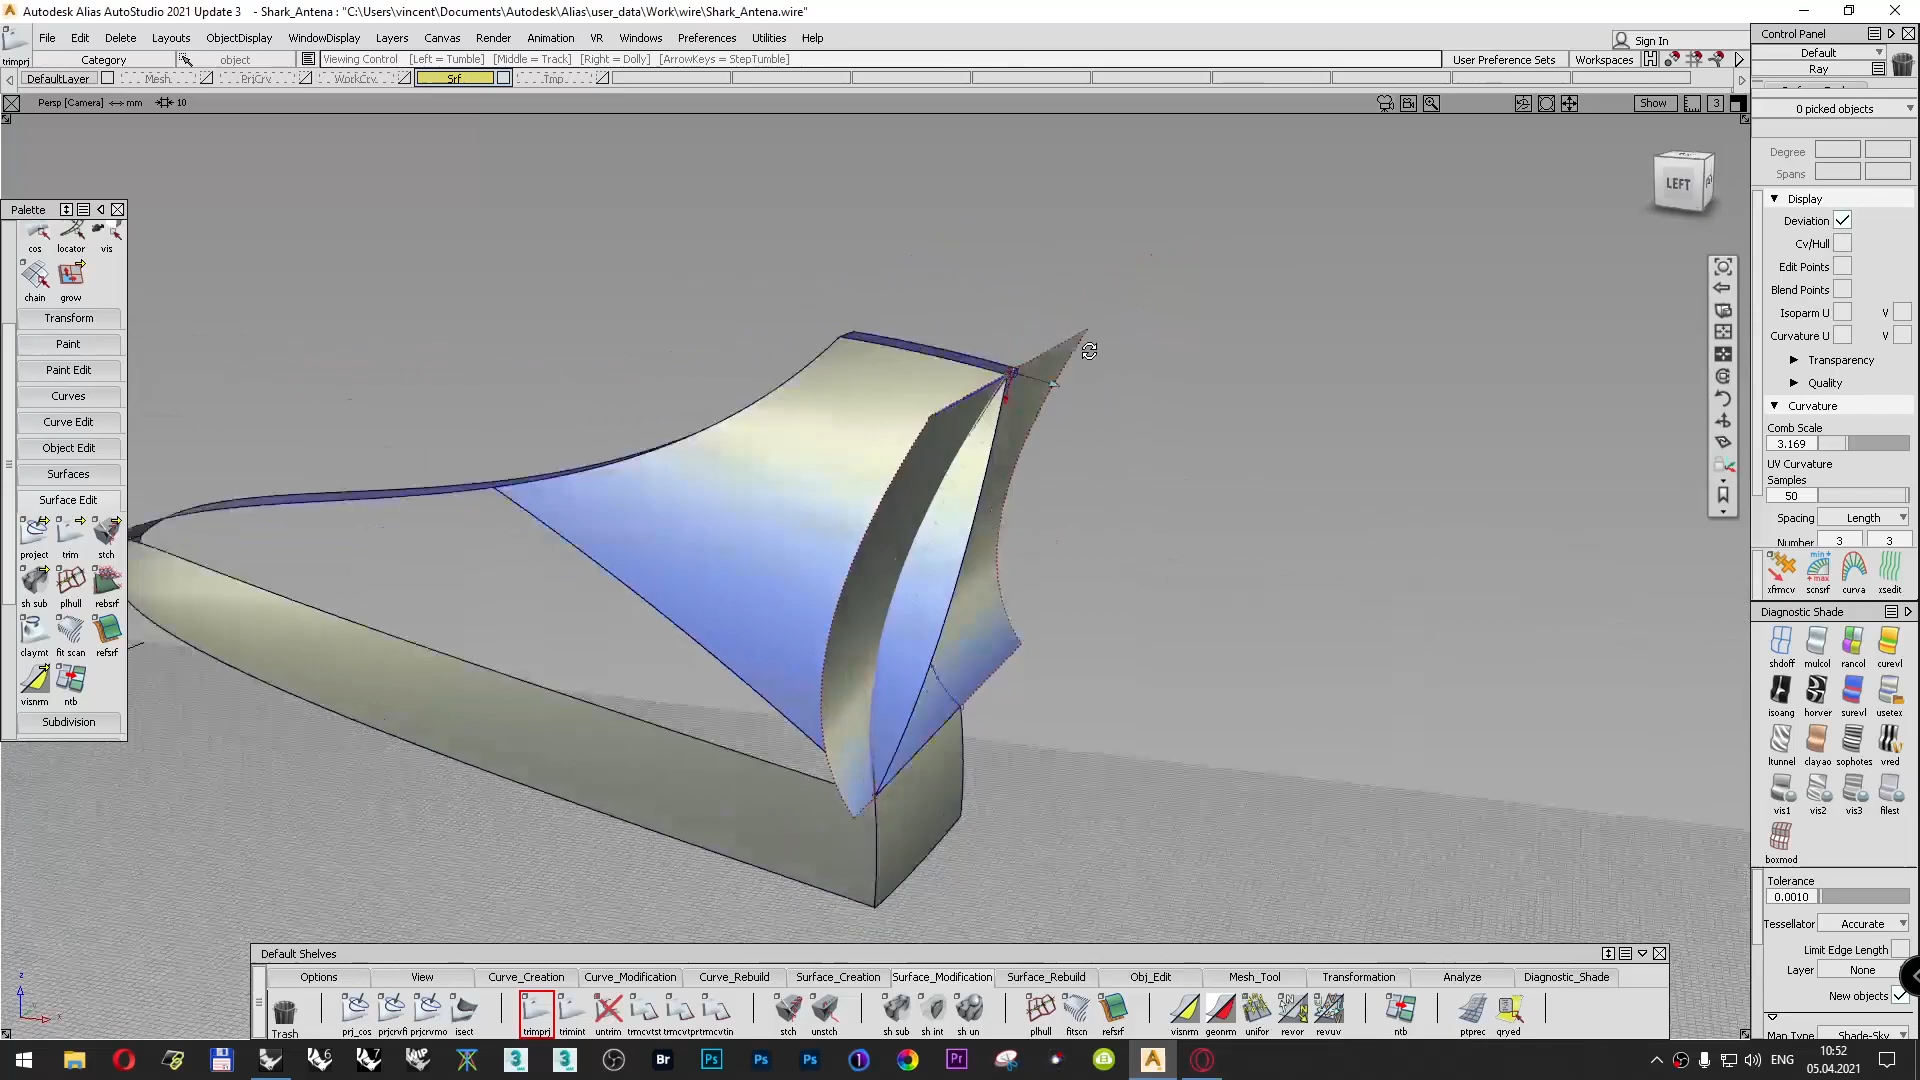 Autodesk Alias AutoStudio 2021 Update 3 - Shark_Antena : "C:\Users\vincent\Documents\Autodesk\Alias\user_data\Work\wire\Shark_Antena.wire"
File Edit Delete Layouts ObjectDisplay WindowDisplay Layers Canvas Render Animation VR Windows Preferences Utilities Help
Sign In
trimprj Category object Viewing Control [Left = Tumble] [Middle = Track] [Right = Dolly] [ArrowKeys = StepTumble] User Preference Sets Workspaces
DefaultLayer Mesh PrjCrv WorkCrv Srf Tmp
Persp [Camera] mm 10 Show 3
Control Panel
Default
Ray
0 picked objects
Degree
Spans
Display
Deviation
Cv/Hull
Edit Points
Blend Points
Isoparm U V
Curvature U V
Transparency
Quality
Curvature
Comb Scale
3.169
UV Curvature
Samples
50
Spacing Length
Number 3 3
xfrmcv scnsrf curva xsedit
Diagnostic Shade
shdoff mulcol rancol curevl
isoang horver surevl usetex
ltunnel clayao sophotes vred
vis1 vis2 vis3 filest
boxmod
Tolerance
0.0010
Tessellator Accurate
Limit Edge Length
Layer None
New objects
Map Type Shade-Sky
LEFT
Palette
cos locator vis
chain grow
Transform
Paint
Paint Edit
Curves
Curve Edit
Object Edit
Surfaces
Surface Edit
project trim stch
sh sub plhull rebsrf
claymt fit scan refsrf
visnrm ntb
Subdivision
Default Shelves
Options View Curve_Creation Curve_Modification Curve_Rebuild Surface_Creation Surface_Modification Surface_Rebuild Obj_Edit Mesh_Tool Transformation Analyze Diagnostic_Shade
Trash prj_cos prjcrvfi prjcrvmo isect trimprj trimint untrim trmcvtst trmcvtpr trmcvtin stch unstch sh sub sh int sh un plhull fitscn refsrf visnrm geonrm unifor revor revuv ntb ptprec qryed
z
x
ENG
10:52
05.04.2021